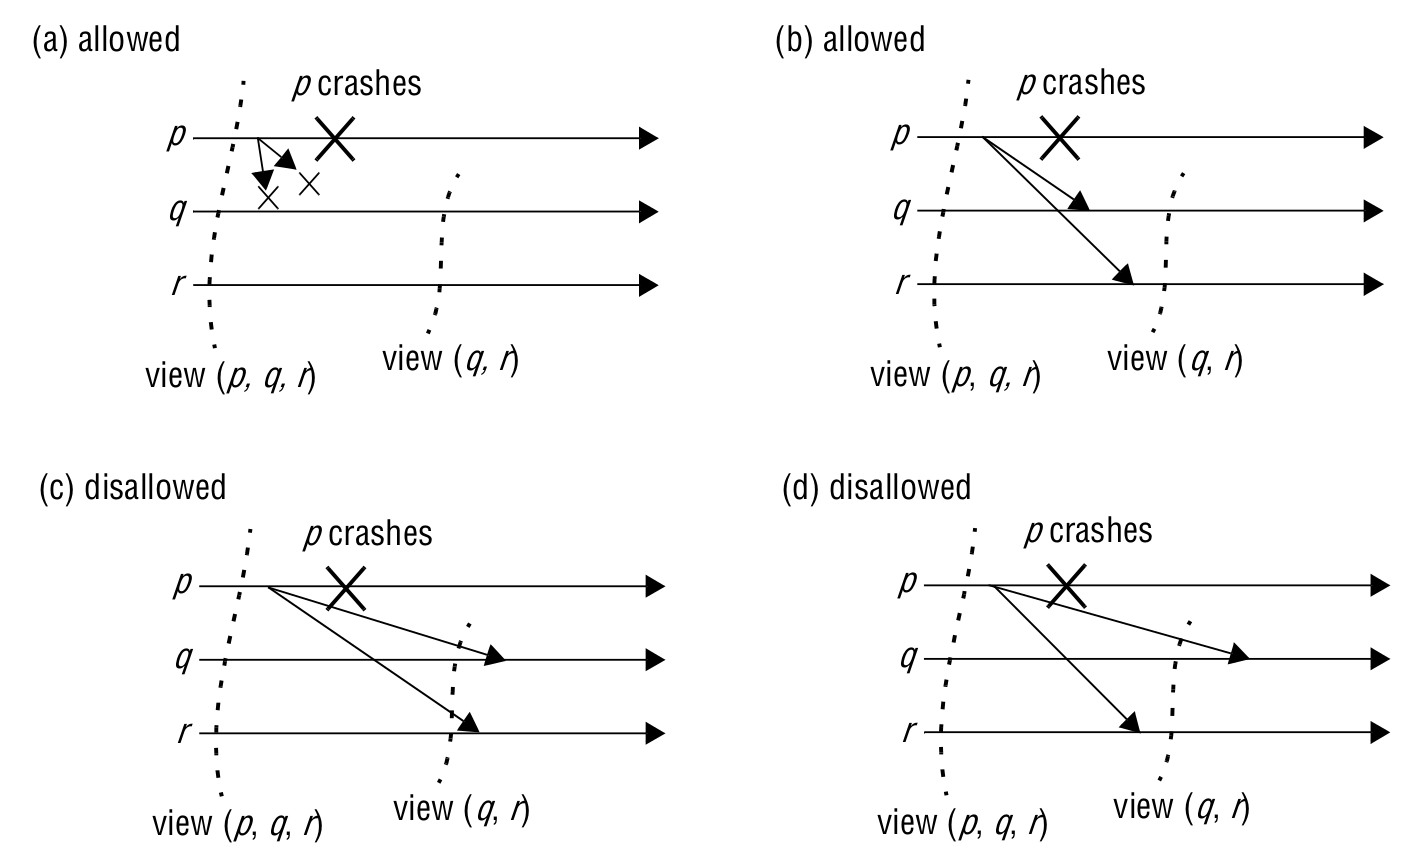 (a) allowed
p crashes
p
q
r
view (p, q, r)
view (q, r)
(b) allowed
p crashes
p
q
r
view (p, q, r)
view (q, r)
(c) disallowed
p crashes
p
q
r
view (p, q, r)
view (q, r)
(d) disallowed
p crashes
p
q
r
view (p, q, r)
view (q, r)